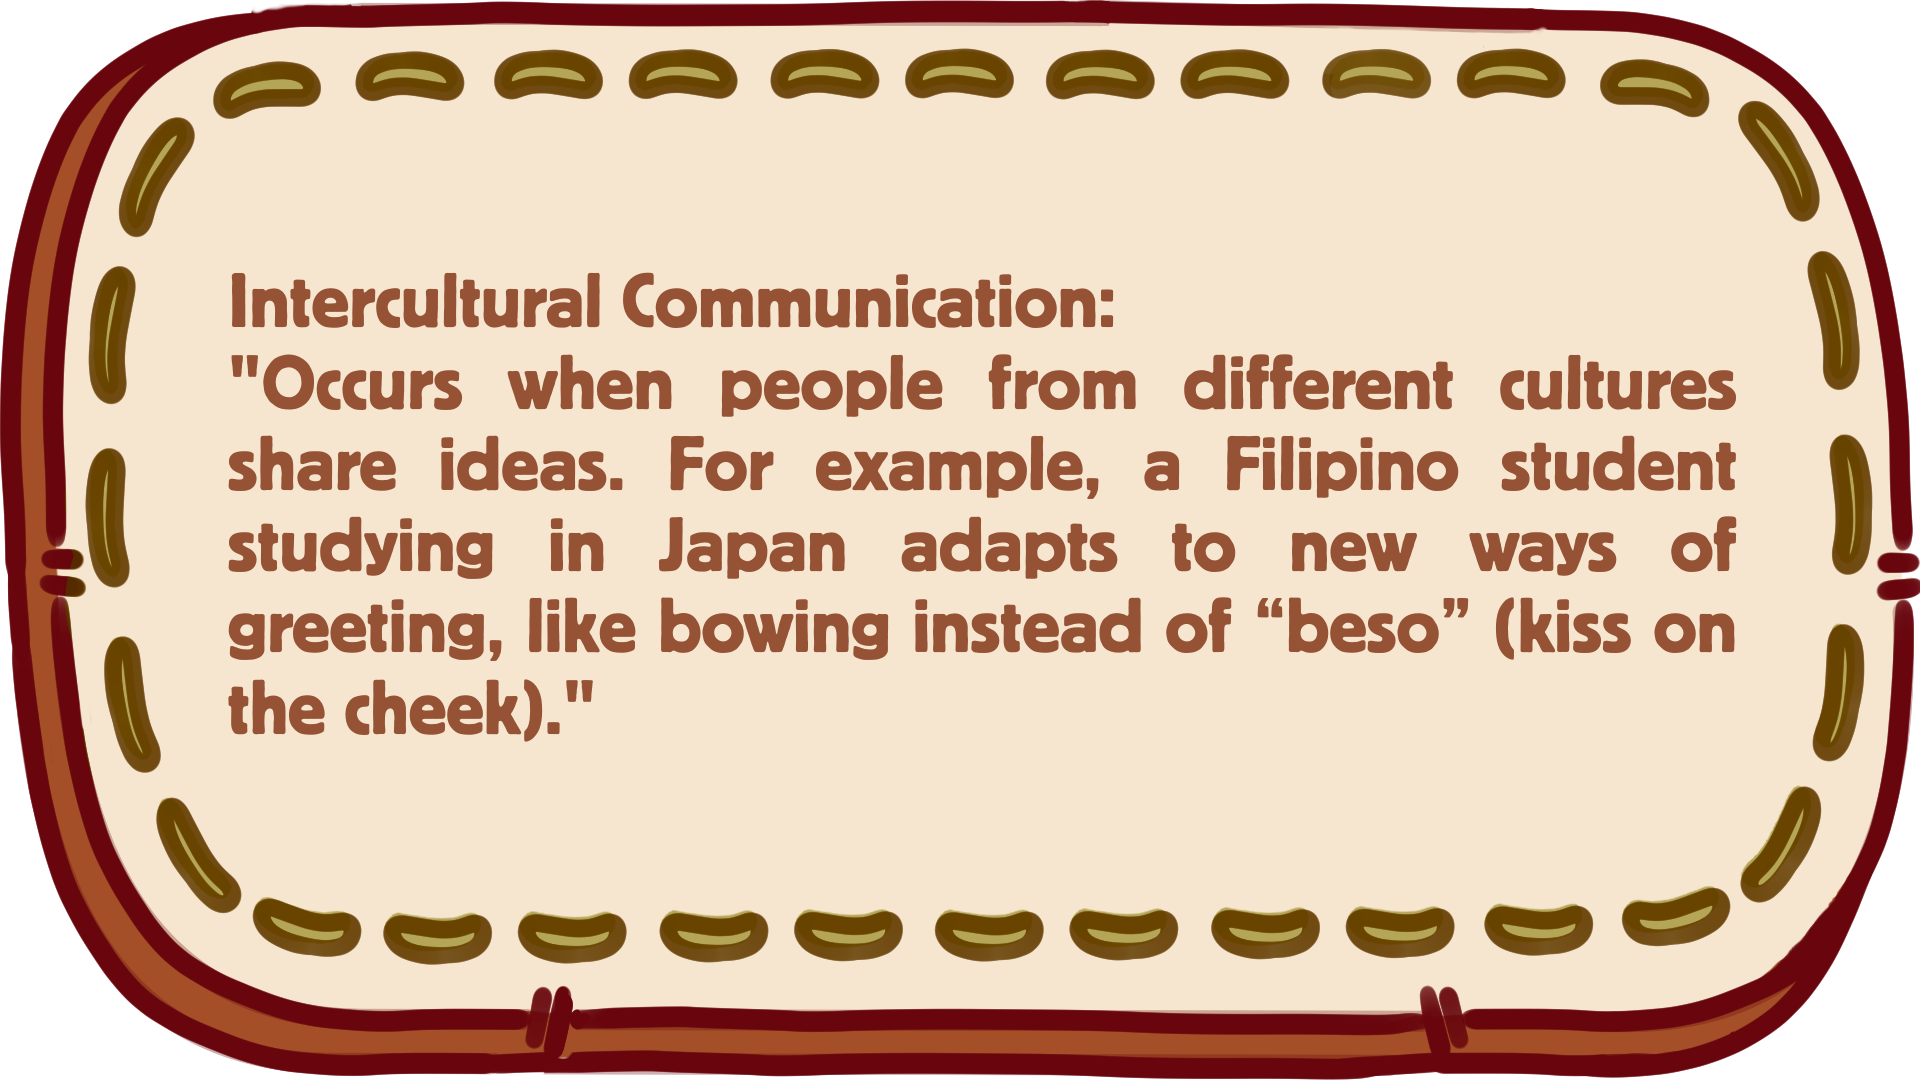 Intercultural Communication:
"Occurs when people from different cultures
share ideas. For example, a Filipino student
studying in Japan adapts to new ways of
greeting, like bowing instead of “beso” (kiss on
the cheek)."